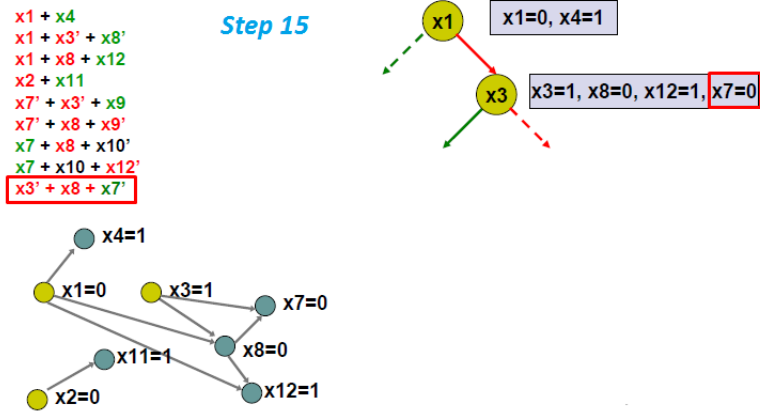 x1 + x4
x1 + x3’ + x8’
x1 + x8 + x12
x2 + x11
x7’ + x3’ + x9
x7’ + x8 + x9’
x7 + x8 + x10’
x7 + x10 + x12’
x3’ + x8 + x7’
Step 15
x1
x1=0, x4=1
x3
x3=1, x8=0, x12=1, x7=0
x4=1
x1=0
x3=1
x7=0
x8=0
x11=1
x12=1
x2=0